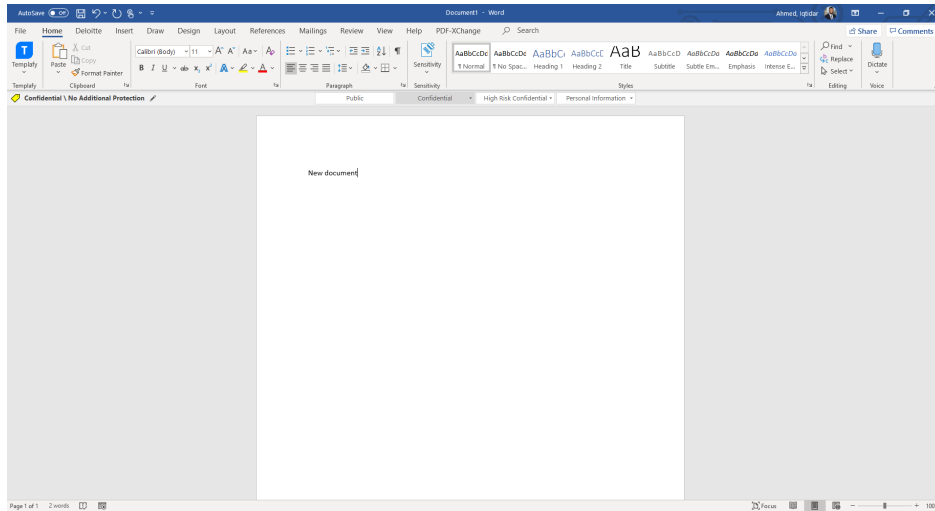 AutoSave Off Document1 - Word Ahmed, Iqtidar
File Home Deloitte Insert Draw Design Layout References Mailings Review View Help PDF-XChange Search Share Comments
T
Templafy
Templafy
Paste
Cut
Copy
Format Painter
Clipboard
Calibri (Body) 11 A A Aa A
B I U ab x, x' A A
Font
Paragraph
Sensitivity
Sensitivity
AaBbCcDc AaBbCcDc AaBbCc AaBbCcC AaB AaBbCcD AaBbCcDa AaBbCcDa AaBbCcDa
¶ Normal ¶ No Spac... Heading 1 Heading 2 Title Subtitle Subtle Em... Emphasis Intense E...
Styles
Find
Replace
Select
Editing
Dictate
Voice
Confidential \ No Additional Protection Public Confidential High Risk Confidential Personal Information
New document
Page 1 of 1 2 words Focus 100